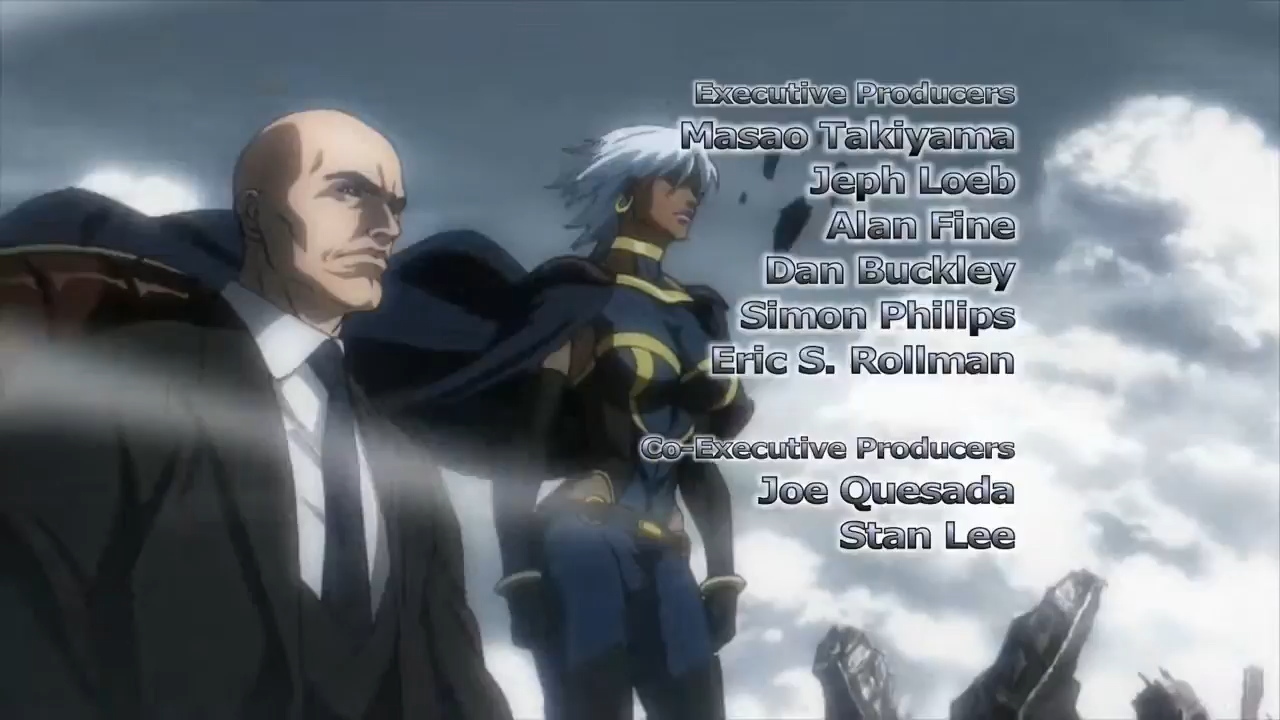 Executive Producers
Masao Takiyama
Jeph Loeb
Alan Fine
Dan Buckley
Simon Philips
Eric S. Rollman
Co-Executive Producers
Joe Quesada
Stan Lee